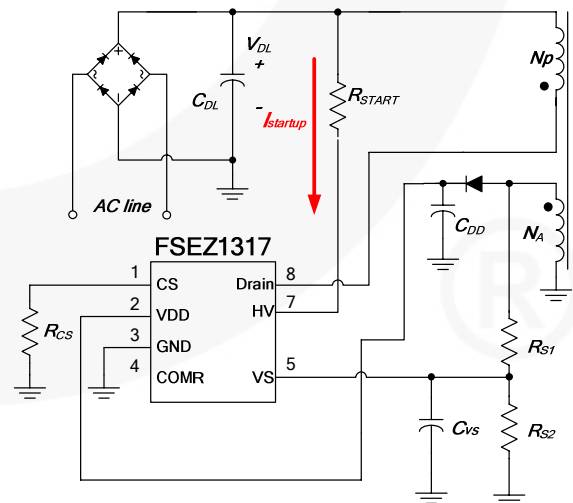 V_DL
+
-
C_DL
I_startup
R_START
Np
AC line
C_DD
N_A
FSEZ1317
1 CS Drain 8
2 VDD HV 7
3 GND
4 COMR VS 5
R_CS
R_S1
C_VS
R_S2
+
~ ~
-
®